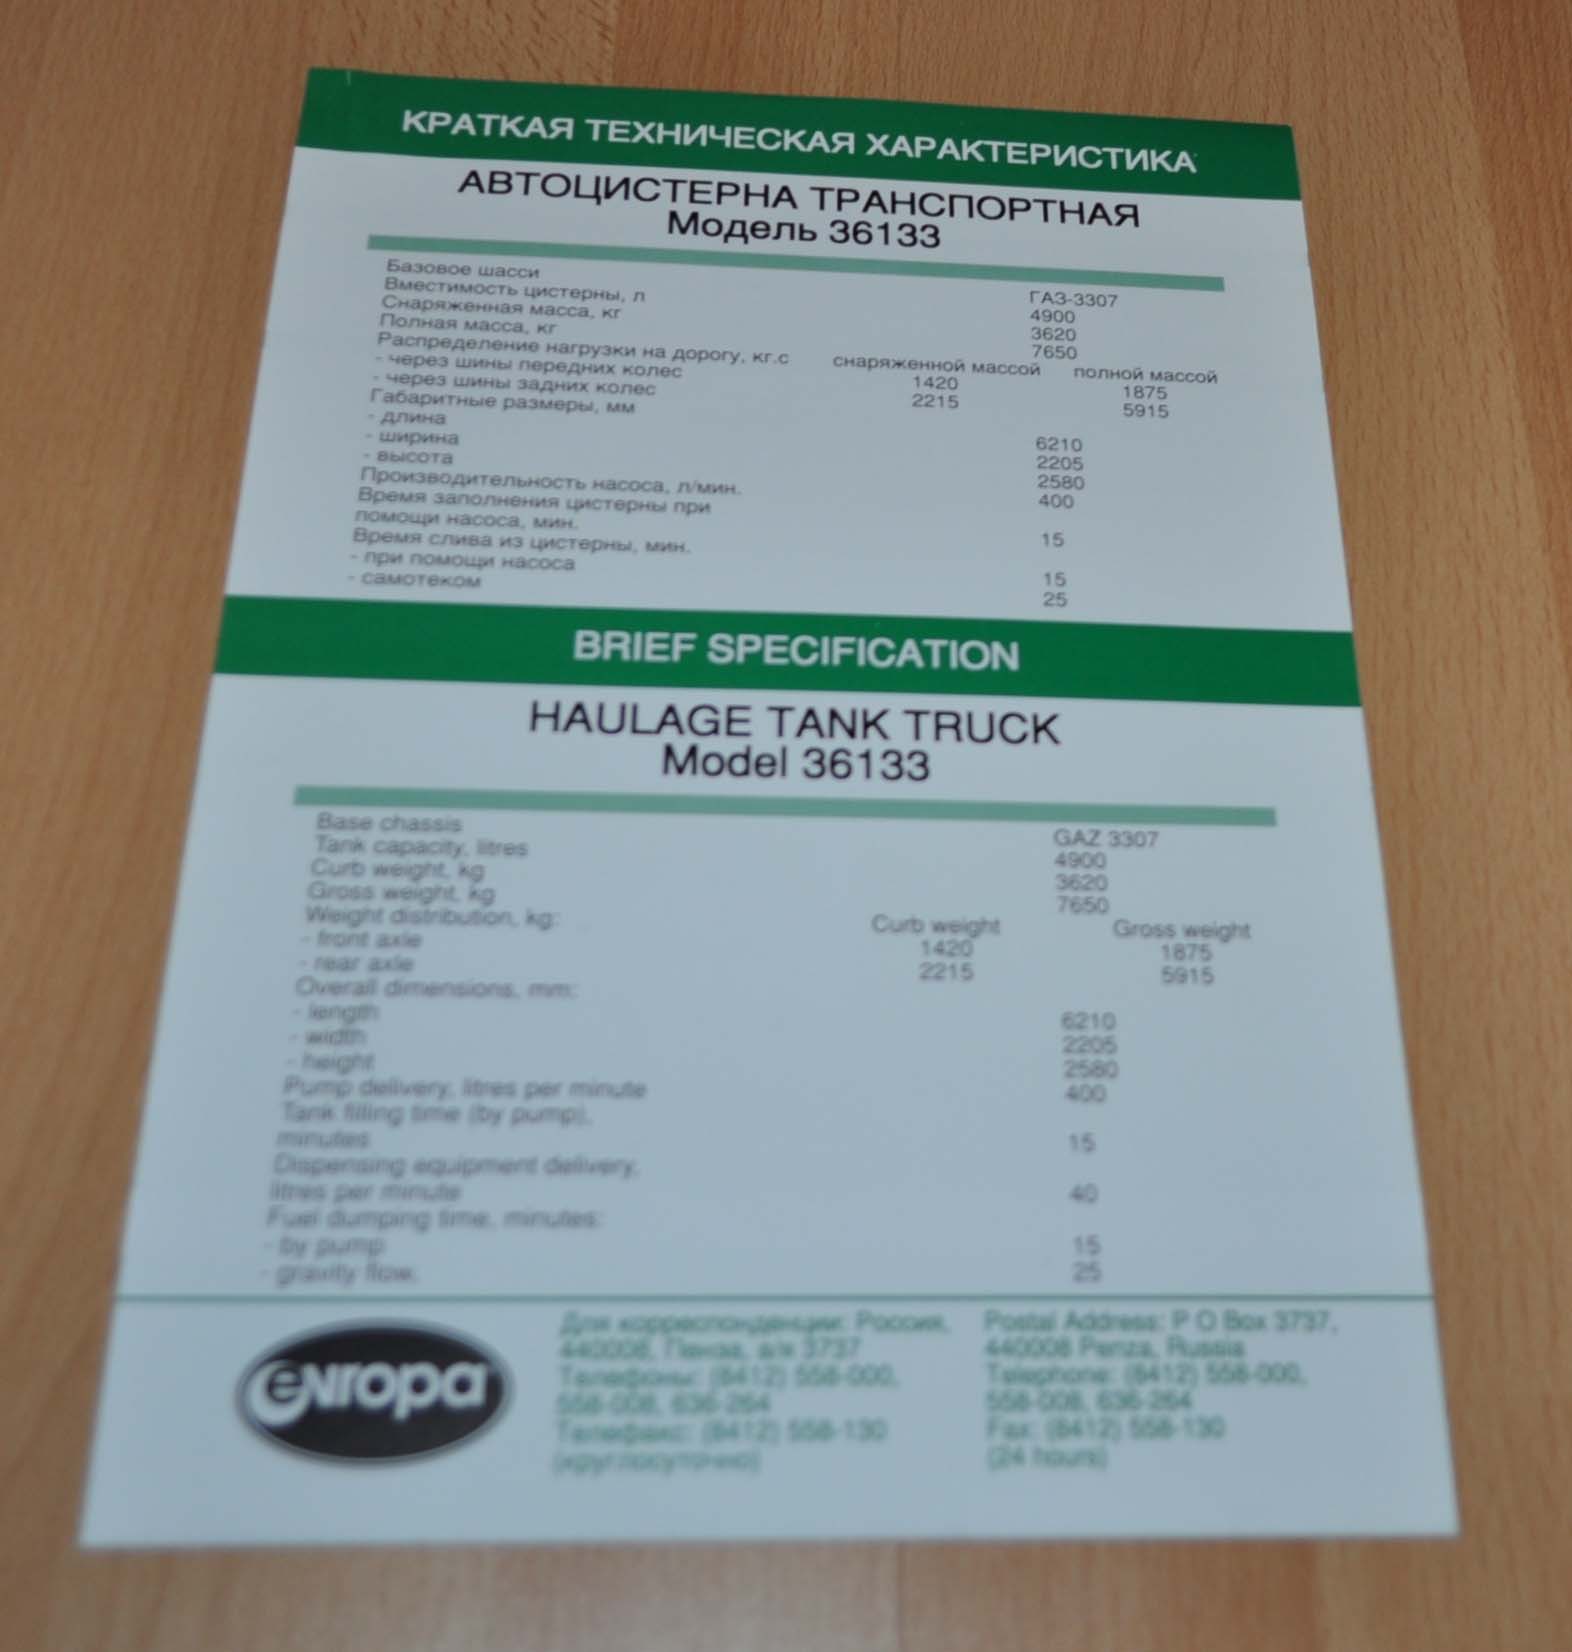 КРАТКАЯ ТЕХНИЧЕСКАЯ ХАРАКТЕРИСТИКА
АВТОЦИСТЕРНА ТРАНСПОРТНАЯ
Модель 36133
Базовое шасси ГАЗ-3307
Вместимость цистерны, л 4900
Снаряженная масса, кг 3620
Полная масса, кг 7650
Распределение нагрузки на дорогу, кг.с снаряженной массой полной массой
- через шины передних колес 1420 1875
- через шины задних колес 2215 5915
Габаритные размеры, мм
- длина 6210
- ширина 2205
- высота 2580
Производительность насоса, л/мин. 400
Время заполнения цистерны при
помощи насоса, мин. 15
Время слива из цистерны, мин.
- при помощи насоса 15
- самотеком 25
BRIEF SPECIFICATION
HAULAGE TANK TRUCK
Model 36133
Base chassis GAZ 3307
Tank capacity, litres 4900
Curb weight, kg 3620
Gross weight, kg 7650
Weight distribution, kg: Curb weight Gross weight
- front axle 1420 1875
- rear axle 2215 5915
Overall dimensions, mm:
- length 6210
- width 2205
- height 2580
Pump delivery, litres per minute 400
Tank filling time (by pump),
minutes 15
Dispensing equipment delivery,
litres per minute 40
Fuel dumping time, minutes:
- by pump 15
- gravity flow. 25
evropa
Для корреспонденции: Россия,
440008, Пенза, а/я 3737
Телефоны: (8412) 558-000,
558-008, 636-264
Телефакс: (8412) 558-130
(круглосуточно)
Postal Address: P O Box 3737,
440008 Penza, Russia
Telephone: (8412) 558-000,
558-008, 636-264
Fax: (8412) 558-130
(24 hours)